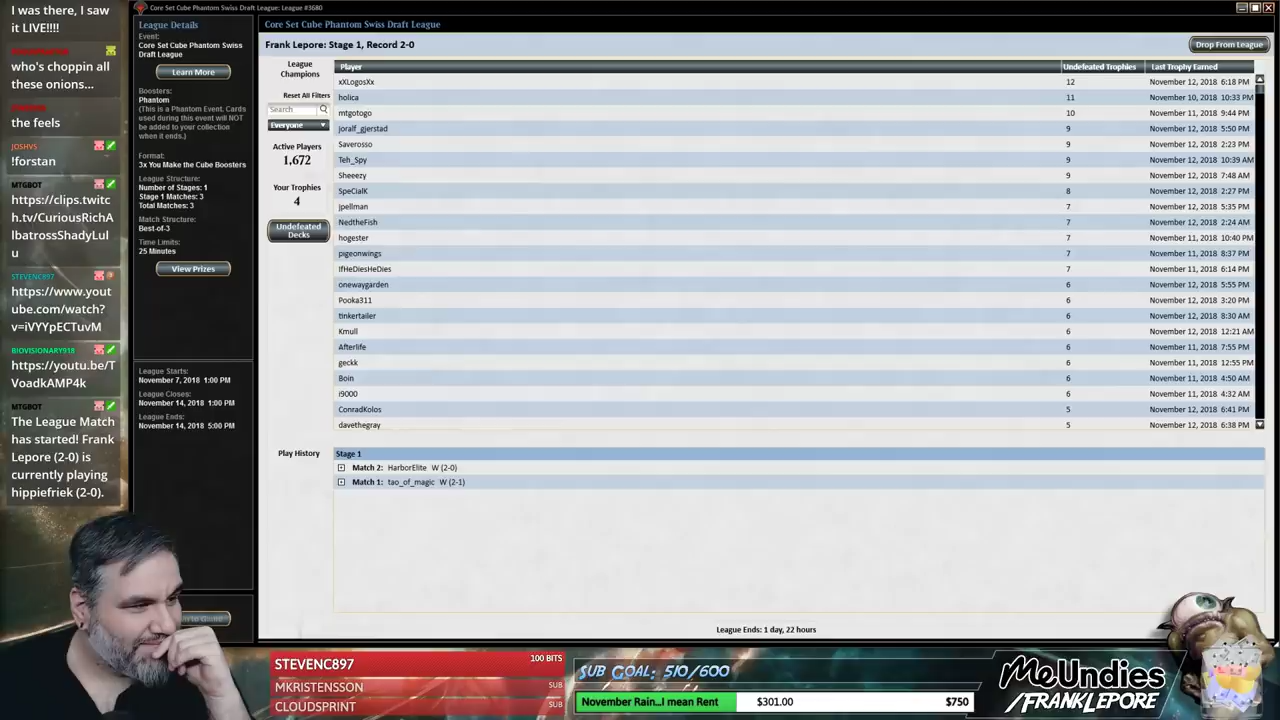 I was there, I saw
it LIVE!!!!
who's choppin all
these onions...
the feels
JOSHVS
!forstan
MTGBOT
https://clips.twitc
h.tv/CuriousRichA
lbatrossShadyLul
u
STEVENC897
https://www.yout
ube.com/watch?
v=iVYYpECTuvM
BIOVISIONARY918
https://youtu.be/T
VoadkAMP4k
MTGBOT
The League Match
has started! Frank
Lepore (2-0) is
currently playing
hippiefriek (2-0).
Core Set Cube Phantom Swiss Draft League: League #3680
League Details
Event:
Core Set Cube Phantom Swiss
Draft League
Learn More
Boosters:
Phantom
(This is a Phantom Event. Cards
used during this event will NOT
be added to your collection
when it ends.)
Format:
3x You Make the Cube Boosters
League Structure:
Number of Stages: 1
Stage 1 Matches: 3
Total Matches: 3
Match Structure:
Best-of-3
Time Limits:
25 Minutes
View Prizes
League Starts:
November 7, 2018 1:00 PM
League Closes:
November 14, 2018 1:00 PM
League Ends:
November 14, 2018 5:00 PM
Core Set Cube Phantom Swiss Draft League
Frank Lepore: Stage 1, Record 2-0
Drop From League
League
Champions
Reset All Filters
Search
Everyone
Active Players
1,672
Your Trophies
4
Undefeated
Decks
Player Undefeated Trophies Last Trophy Earned
xXLogosXx 12 November 12, 2018 6:18 PM
holica 11 November 10, 2018 10:33 PM
mtgotogo 10 November 11, 2018 9:44 PM
joralf_gjerstad 9 November 12, 2018 5:50 PM
Saverosso 9 November 12, 2018 2:23 PM
Teh_Spy 9 November 12, 2018 10:39 AM
Sheeezy 9 November 12, 2018 7:48 AM
SpeCialK 8 November 12, 2018 2:27 PM
jpellman 7 November 12, 2018 5:35 PM
NedtheFish 7 November 12, 2018 2:24 AM
hogester 7 November 11, 2018 10:40 PM
pigeonwings 7 November 11, 2018 8:37 PM
IfHeDiesHeDies 7 November 11, 2018 6:14 PM
onewaygarden 6 November 12, 2018 5:55 PM
Pooka311 6 November 12, 2018 3:20 PM
tinkertailer 6 November 12, 2018 8:30 AM
Kmull 6 November 12, 2018 12:21 AM
Afterlife 6 November 11, 2018 7:55 PM
geckk 6 November 11, 2018 12:55 PM
Boin 6 November 11, 2018 4:50 AM
i9000 6 November 11, 2018 4:32 AM
ConradKolos 5 November 12, 2018 6:41 PM
davethegray 5 November 12, 2018 6:38 PM
Play History
Stage 1
Match 2: HarborElite W (2-0)
Match 1: tao_of_magic W (2-1)
League Ends: 1 day, 22 hours
STEVENC897 100 BITS
MKRISTENSSON SUB
CLOUDSPRINT SUB
SUB GOAL: 510/600
November Rain...I mean Rent $301.00 $750
MeUndies
/FRANKLEPORE